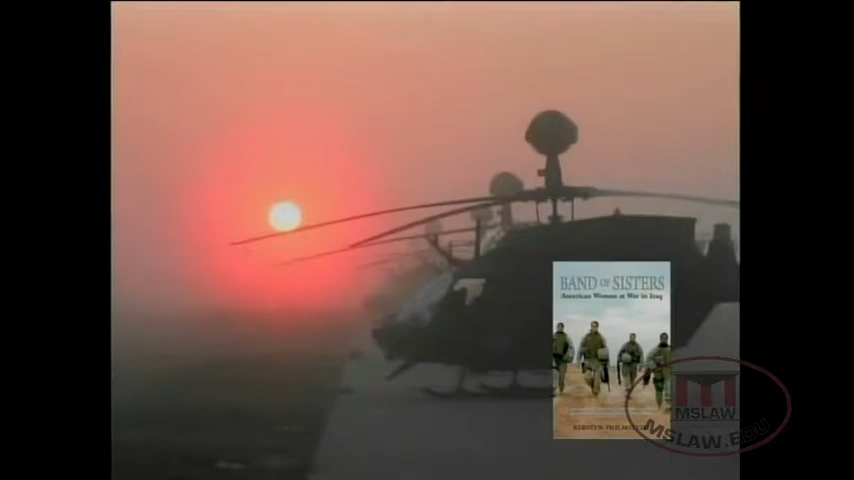 BAND OF SISTERS
American Women at War in Iraq
MSLAW
MSLAW.EDU